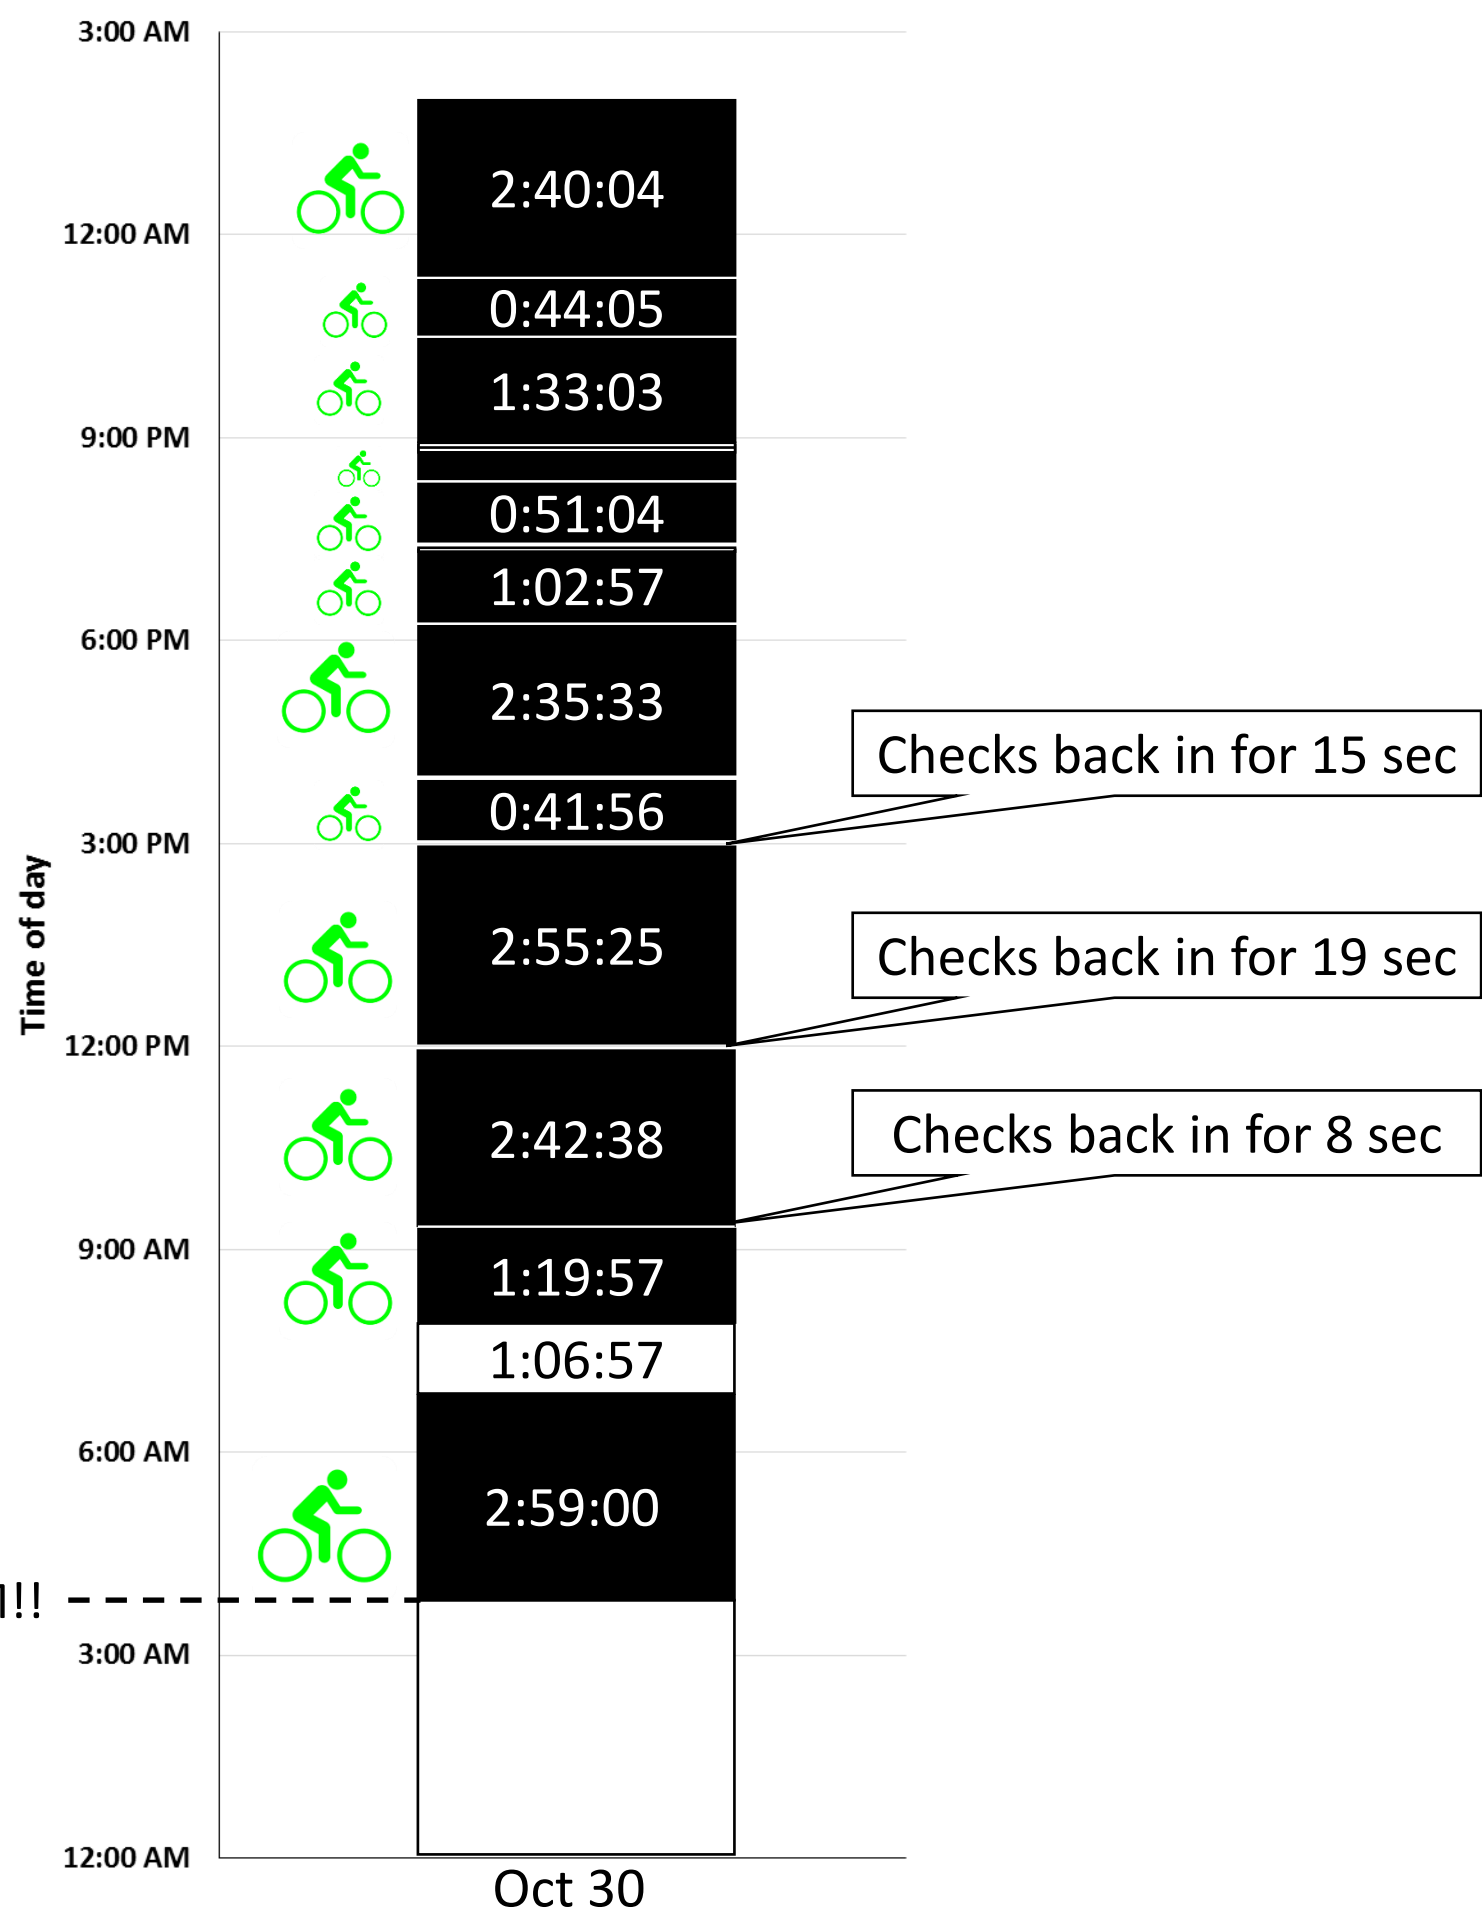 3:00 AM
2:40:04
12:00 AM
0:44:05
1:33:03
9:00 PM
0:51:04
1:02:57
6:00 PM
2:35:33
Checks back in for 15 sec
0:41:56
3:00 PM
Time of day
2:55:25
Checks back in for 19 sec
12:00 PM
2:42:38
Checks back in for 8 sec
9:00 AM
1:19:57
1:06:57
6:00 AM
2:59:00
!!
3:00 AM
12:00 AM
Oct 30